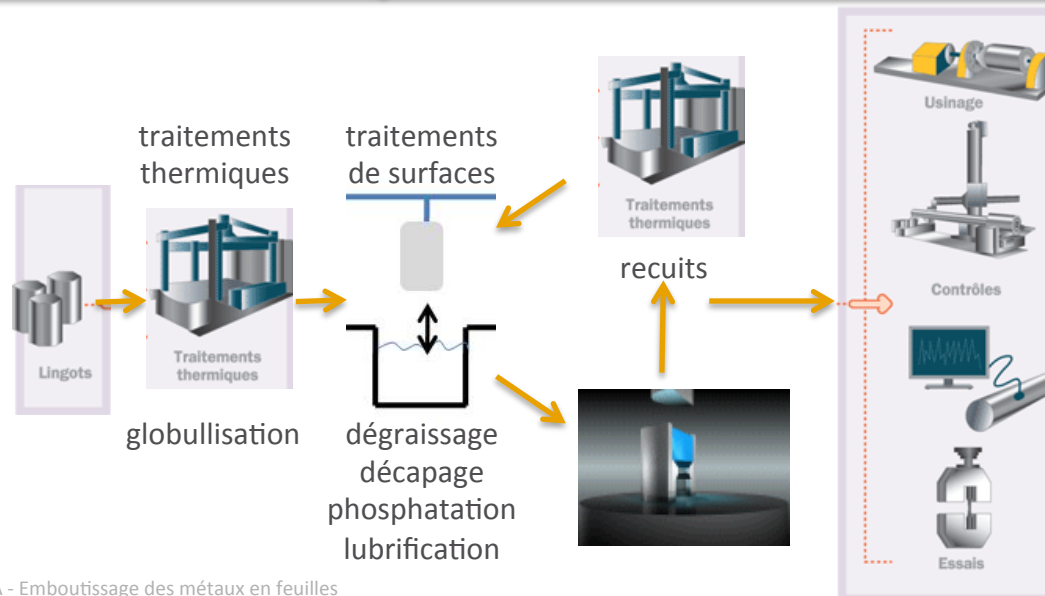 traitements
thermiques
Lingots
Traitements
thermiques
globullisation
traitements
de surfaces
dégraissage
décapage
phosphatation
lubrification
Traitements
thermiques
recuits
Usinage
Contrôles
Essais
A - Emboutissage des métaux en feuilles